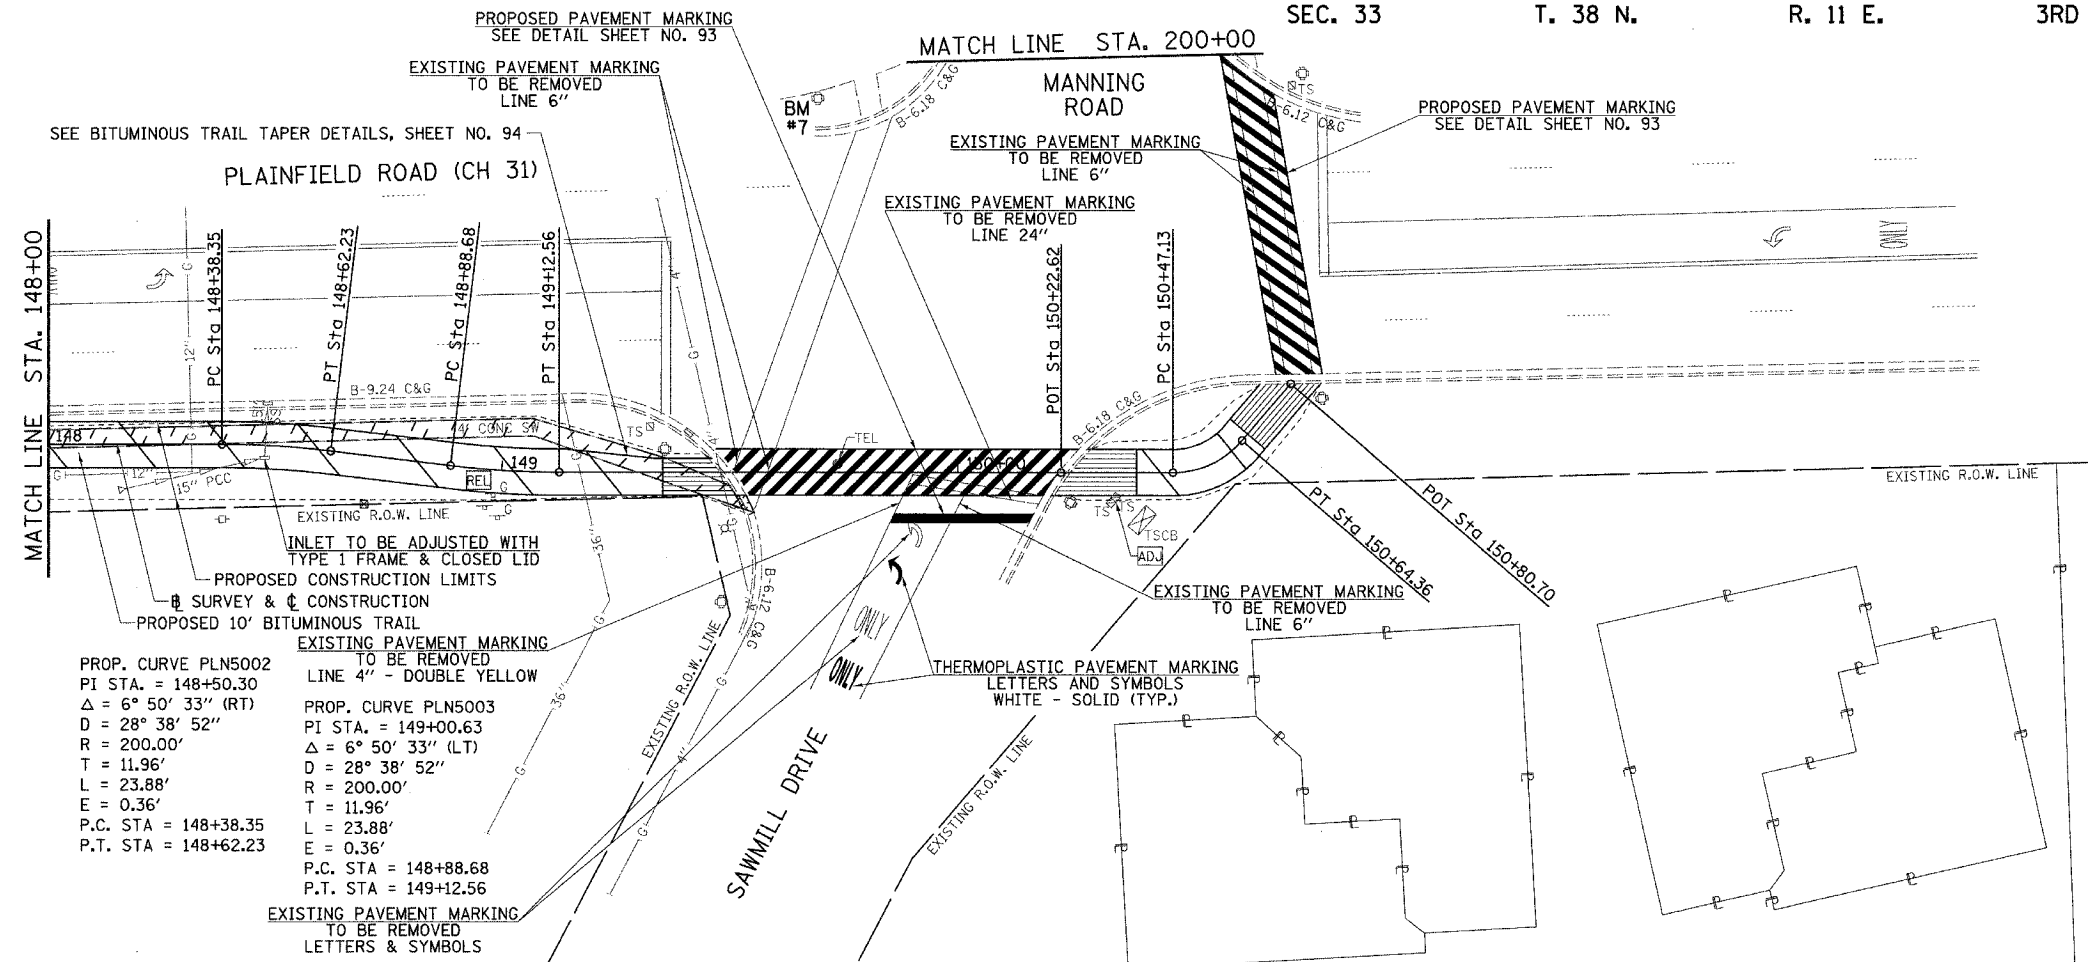 SEC. 33 T. 38 N. R. 11 E. 3RD
PROPOSED PAVEMENT MARKING
SEE DETAIL SHEET NO. 93
MATCH LINE STA. 200+00
EXISTING PAVEMENT MARKING
TO BE REMOVED
LINE 6"
MANNING
ROAD
BM
#7
B-6.18 C&G
TS
B-6.12 C&G
PROPOSED PAVEMENT MARKING
SEE DETAIL SHEET NO. 93
SEE BITUMINOUS TRAIL TAPER DETAILS, SHEET NO. 94
EXISTING PAVEMENT MARKING
TO BE REMOVED
LINE 6"
PLAINFIELD ROAD (CH 31)
EXISTING PAVEMENT MARKING
TO BE REMOVED
LINE 24"
MATCH LINE STA. 148+00
PC Sta 148+38.35
PT Sta 148+62.23
PC Sta 148+88.68
PT Sta 149+12.56
POT Sta 150+22.62
PC Sta 150+47.13
ONLY
G
12"
G
4"
G
B-9.24 C&G
4' CONC SW
TS
TEL
B-6.18 C&G
148
149
150+00
G
12"
15" PCC
REL
G
G
G
EXISTING R.O.W. LINE
EXISTING R.O.W. LINE
TS
TS
TSCB
ADJ
PT Sta 150+64.36
POT Sta 150+80.70
INLET TO BE ADJUSTED WITH
TYPE 1 FRAME & CLOSED LID
PROPOSED CONSTRUCTION LIMITS
B SURVEY & C CONSTRUCTION
PROPOSED 10' BITUMINOUS TRAIL
36"
G
36"
G
B-6.12 C&G
EXISTING PAVEMENT MARKING
TO BE REMOVED
LINE 6"
EXISTING PAVEMENT MARKING
TO BE REMOVED
LINE 4" - DOUBLE YELLOW
ONLY
ONLY
THERMOPLASTIC PAVEMENT MARKING
LETTERS AND SYMBOLS
WHITE - SOLID (TYP.)
EXISTING R.O.W. LINE
G
4"
G
SAWMILL DRIVE
EXISTING R.O.W. LINE
PROP. CURVE PLN5002
PI STA. = 148+50.30
Δ = 6° 50' 33" (RT)
D = 28° 38' 52"
R = 200.00'
T = 11.96'
L = 23.88'
E = 0.36'
P.C. STA = 148+38.35
P.T. STA = 148+62.23
PROP. CURVE PLN5003
PI STA. = 149+00.63
Δ = 6° 50' 33" (LT)
D = 28° 38' 52"
R = 200.00'
T = 11.96'
L = 23.88'
E = 0.36'
P.C. STA = 148+88.68
P.T. STA = 149+12.56
EXISTING PAVEMENT MARKING
TO BE REMOVED
LETTERS & SYMBOLS